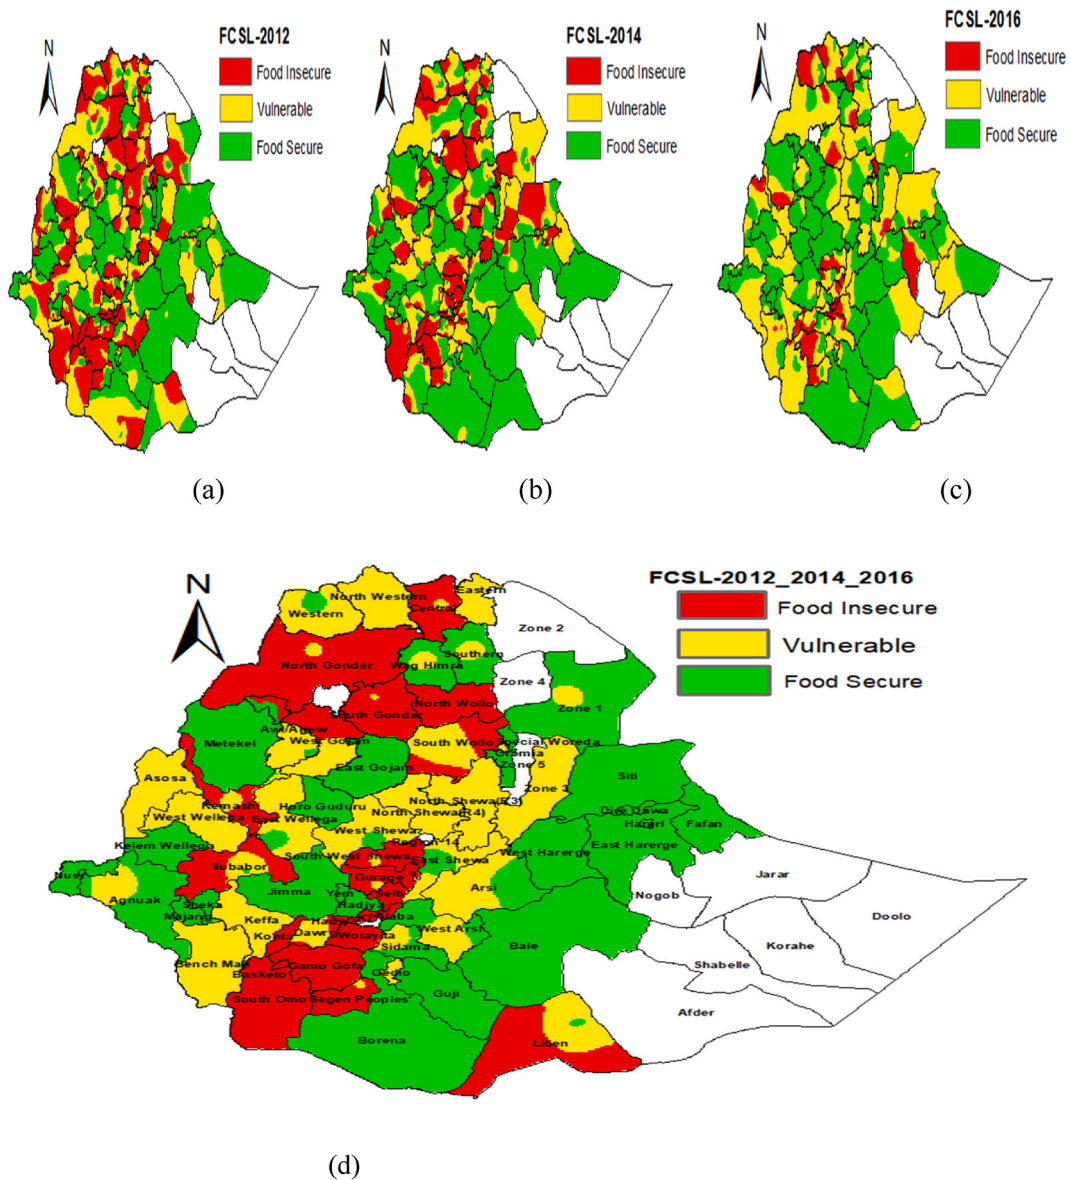 N
FCSL-2012
Food Insecure
Vulnerable
Food Secure
(a)
N
FCSL-2014
Food Insecure
Vulnerable
Food Secure
(b)
N
FCSL-2016
Food Insecure
Vulnerable
Food Secure
(c)
N
FCSL-2012_2014_2016
Food Insecure
Vulnerable
Food Secure
North Western
Eastern
Central
Western
Zone 2
Southern
North Gonder
Wag Himra
Zone 4
North Wollo
Zone 1
South Gonder
Awi/Agew
West Gojam
Metekel
South Wollo
Special Woreda
Oromia
East Gojam
Zone 5
Siti
Asosa
Zone 3
Kemashi
Horo Guduru
North Shewa(R3)
North Shewa(R4)
Dire Dawa
West Wellega
East Wellega
Hareri
Fafan
West Shewa
Region 14
Kelem Wellega
East Harerge
South West Shewa
East Shewa
West Harerge
Ilubabor
Nuer
Gurage
Jarar
Arsi
Jimma
Yem
Selti
Nogob
Agnuak
Sheka
Hadiya
Doolo
Majang
Alaba
Keffa
West Arsi
Konta
Dawro
Wolayita
Sidama
Bale
Korahe
Bench Maji
Gamo Gofa
Shabelle
Basketo
Gedio
South Omo
Segen Peoples'
Guji
Afder
Borena
Liben
(d)